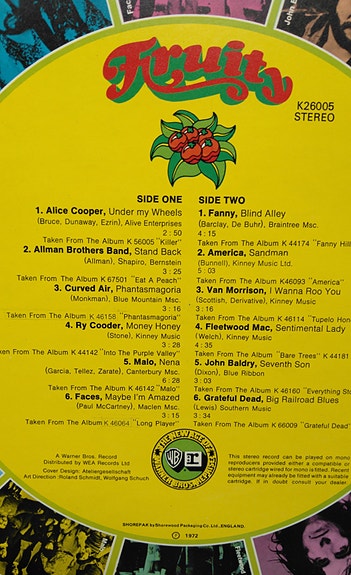 Fruity
K26005
STEREO
SIDE ONE
1. Alice Cooper, Under my Wheels
(Bruce, Dunaway, Ezrin), Alive Enterprises
2 : 50
Taken From The Album K 56005 "Killer"
2. Allman Brothers Band, Stand Back
(Allman), Shapiro, Bernstein
3 : 25
Taken From The Album K 67501 "Eat A Peach"
3. Curved Air, Phantasmagoria
(Monkman), Blue Mountain Msc.
3 : 16
Taken From The Album K 46158 "Phantasmagoria"
4. Ry Cooder, Money Honey
(Stone), Kinney Music
3 : 28
Album K 44142 "Into The Purple Valley"
5. Malo, Nena
(Garcia, Tellez, Zarate), Canterbury Msc.
6 : 28
Taken From The Album K 46142 "Malo"
6. Faces, Maybe I'm Amazed
(Paul McCartney), Maclen Msc.
3 : 15
Taken From The Album K 46064 "Long Player"
SIDE TWO
1. Fanny, Blind Alley
(Barclay, De Buhr), Braintree Msc.
4 : 15
Taken From The Album K 44174 "Fanny Hill
2. America, Sandman
(Bunnell), Kinney Music Ltd.
5 : 03
Taken From The Album K46093 "America"
3. Van Morrison, I Wanna Roo You
(Scottish, Derivative), Kinney Music
3 : 16
Taken From The Album K 46114 "Tupelo Hone
4. Fleetwood Mac, Sentimental Lady
(Welch), Kinney Music
4 : 35
Taken From The Album "Bare Trees" K 44181
5. John Baldry, Seventh Son
(Dixon), Blue Ribbon
3 : 03
Taken From The Album K 46160 "Everything Sto
6. Grateful Dead, Big Railroad Blues
(Lewis) Southern Music
3 : 34
Taken From The Album K 66009 "Grateful Dead"
A Warner Bros. Record
Distributed by WEA Records Ltd
Cover Design: Ateliergesellschaft
Art Direction: Roland Schmidt, Wolfgang Schuch
WB
This stereo record can be played on mono
reproducers provided either a compatible or
stereo cartridge wired for mono is fitted. Recent
equipment may already be fitted with a suitable
cartridge. If in doubt consult your dealer
SHOREPAK by Shorewood Packaging Co. Ltd., ENGLAND.
Ⓟ 1972